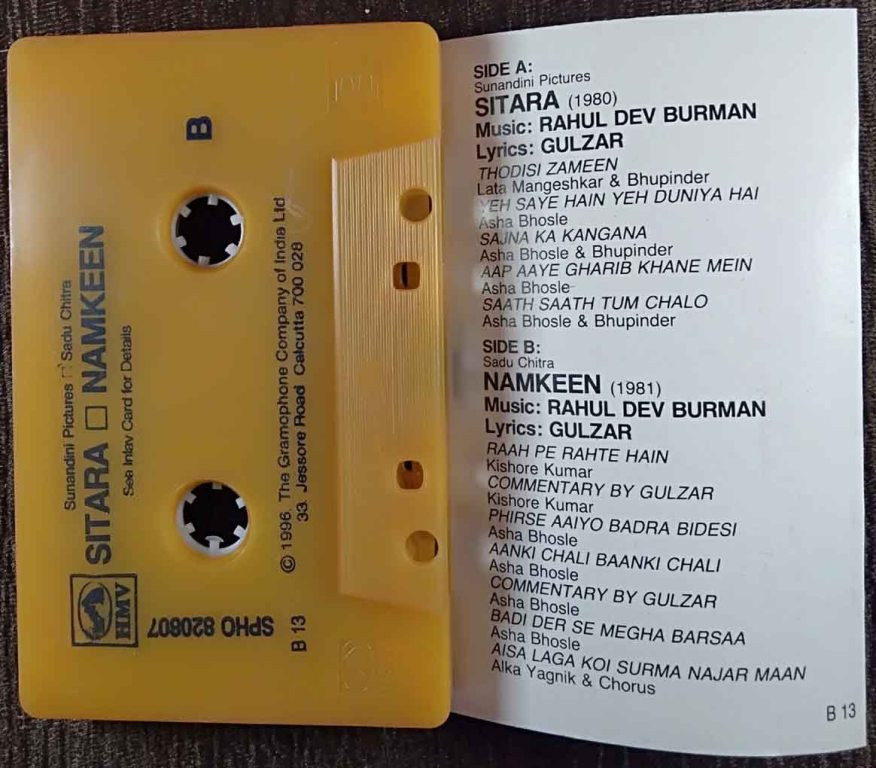 B
Sunandini Pictures □ Sadu Chitra
SITARA □ NAMKEEN
See Inlay Card for Details
© 1996. The Gramophone Company of India Ltd
33. Jessore Road Calcutta 700 028
HMV
SPHO 820807
B 13
SIDE A:
Sunandini Pictures
SITARA (1980)
Music: RAHUL DEV BURMAN
Lyrics: GULZAR
THODISI ZAMEEN
Lata Mangeshkar & Bhupinder
YEH SAYE HAIN YEH DUNIYA HAI
Asha Bhosle
SAJNA KA KANGANA
Asha Bhosle & Bhupinder
AAP AAYE GHARIB KHANE MEIN
Asha Bhosle
SAATH SAATH TUM CHALO
Asha Bhosle & Bhupinder
SIDE B:
Sadu Chitra
NAMKEEN (1981)
Music: RAHUL DEV BURMAN
Lyrics: GULZAR
RAAH PE RAHTE HAIN
Kishore Kumar
COMMENTARY BY GULZAR
Kishore Kumar
PHIRSE AAIYO BADRA BIDESI
Asha Bhosle
AANKI CHALI BAANKI CHALI
Asha Bhosle
COMMENTARY BY GULZAR
Asha Bhosle
BADI DER SE MEGHA BARSAA
Asha Bhosle
AISA LAGA KOI SURMA NAJAR MAAN
Alka Yagnik & Chorus
B 13